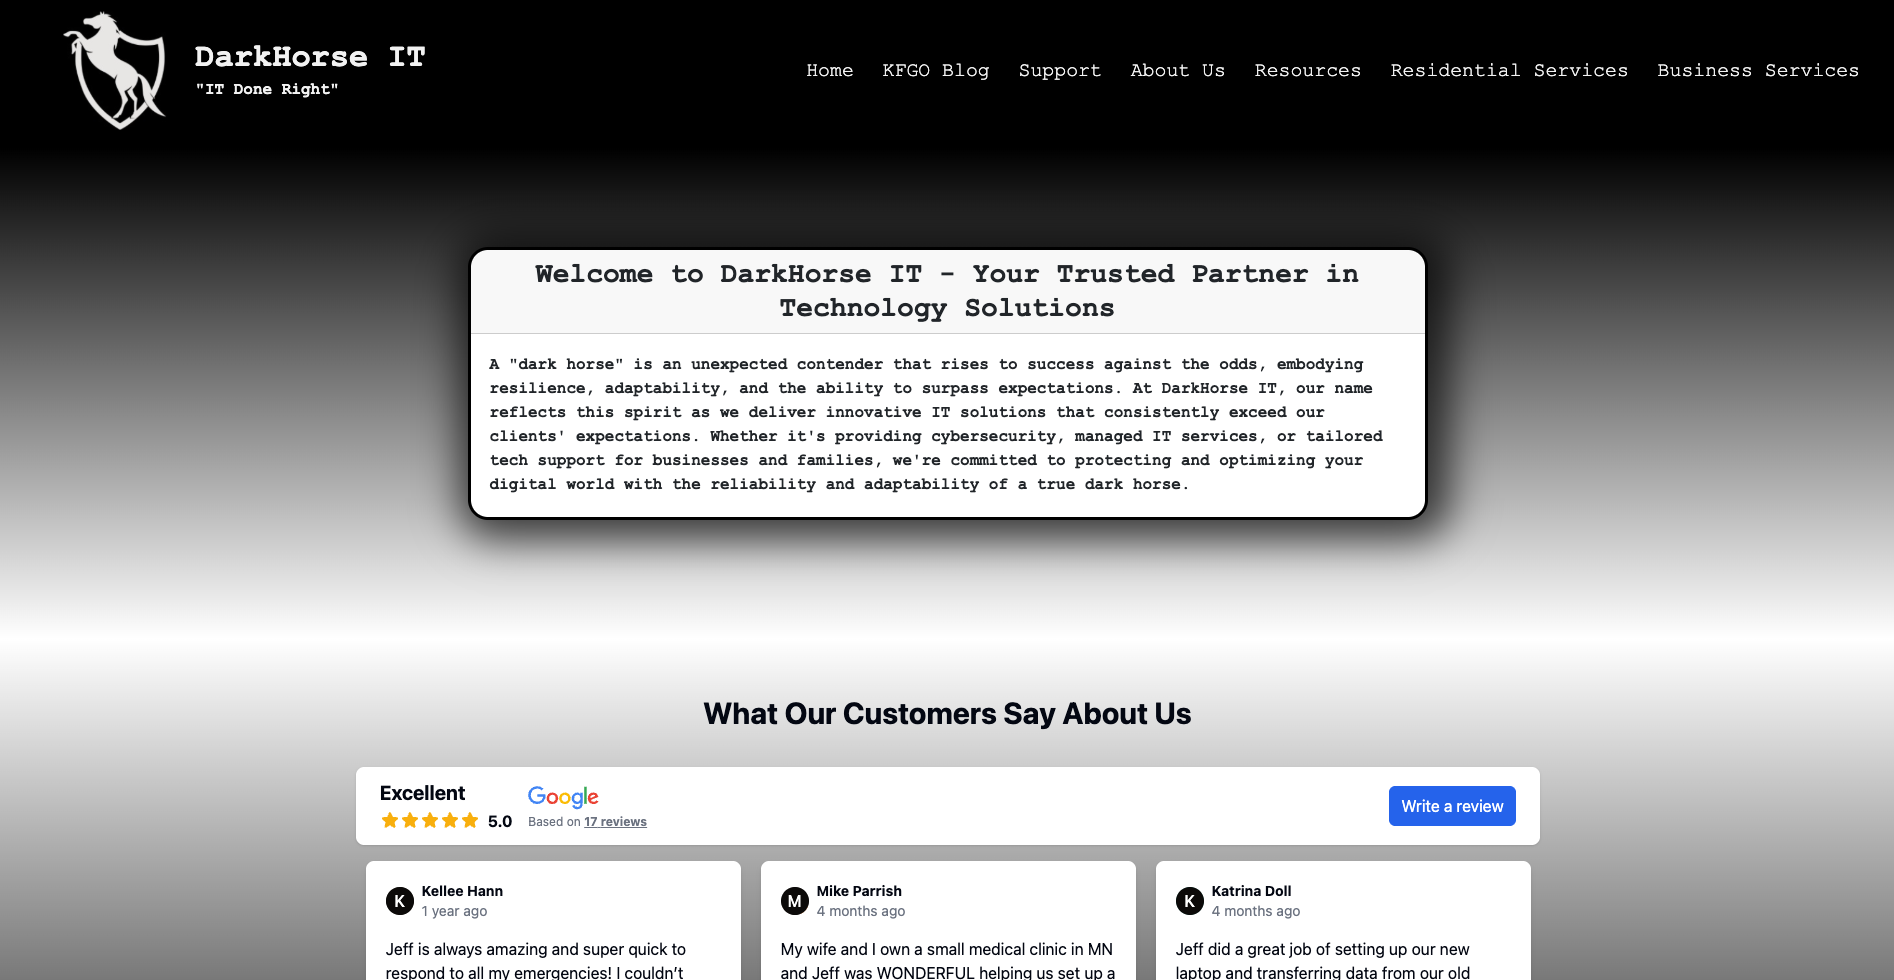 DarkHorse IT
"IT Done Right"
Home KFGO Blog Support About Us Resources Residential Services Business Services
Welcome to DarkHorse IT - Your Trusted Partner in
Technology Solutions
A "dark horse" is an unexpected contender that rises to success against the odds, embodying
resilience, adaptability, and the ability to surpass expectations. At DarkHorse IT, our name
reflects this spirit as we deliver innovative IT solutions that consistently exceed our
clients' expectations. Whether it's providing cybersecurity, managed IT services, or tailored
tech support for businesses and families, we're committed to protecting and optimizing your
digital world with the reliability and adaptability of a true dark horse.
What Our Customers Say About Us
Excellent
5.0
Google
Based on 17 reviews
Write a review
K
Kellee Hann
1 year ago
Jeff is always amazing and super quick to
respond to all my emergencies! I couldn't
M
Mike Parrish
4 months ago
My wife and I own a small medical clinic in MN
and Jeff was WONDERFUL helping us set up a
K
Katrina Doll
4 months ago
Jeff did a great job of setting up our new
laptop and transferring data from our old